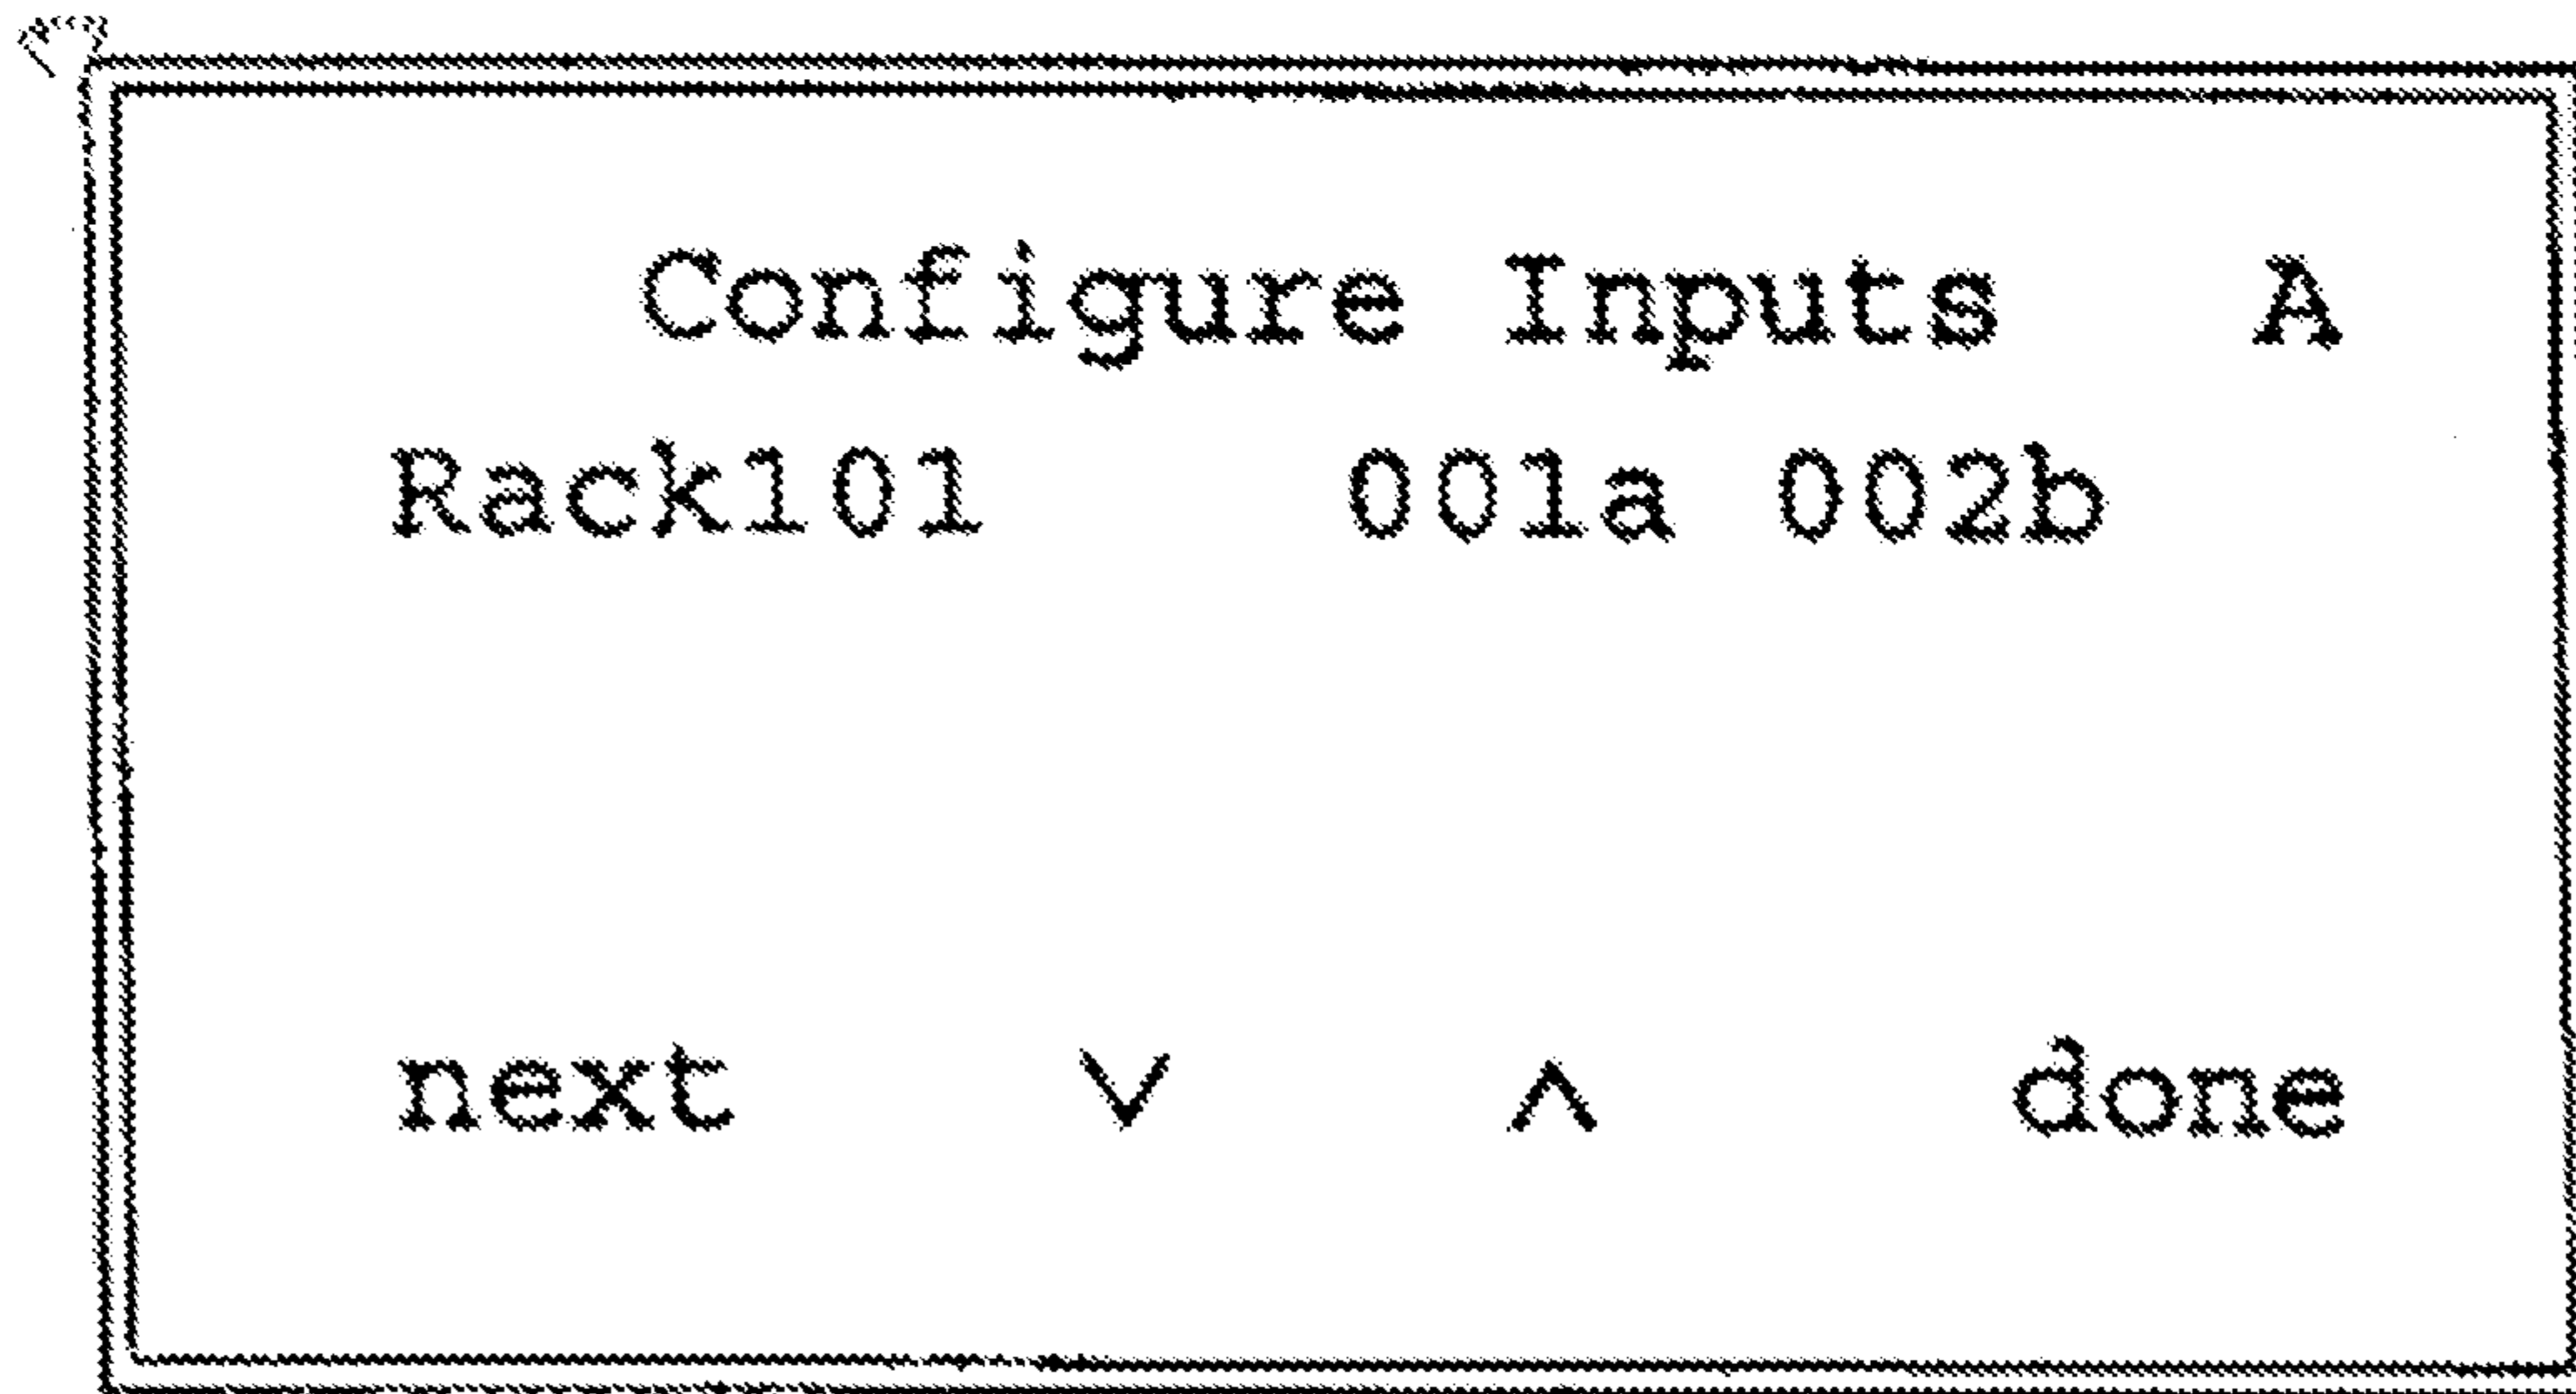 Configure Inputs A
Rack101 001a 002b
next ∨ ∧ done